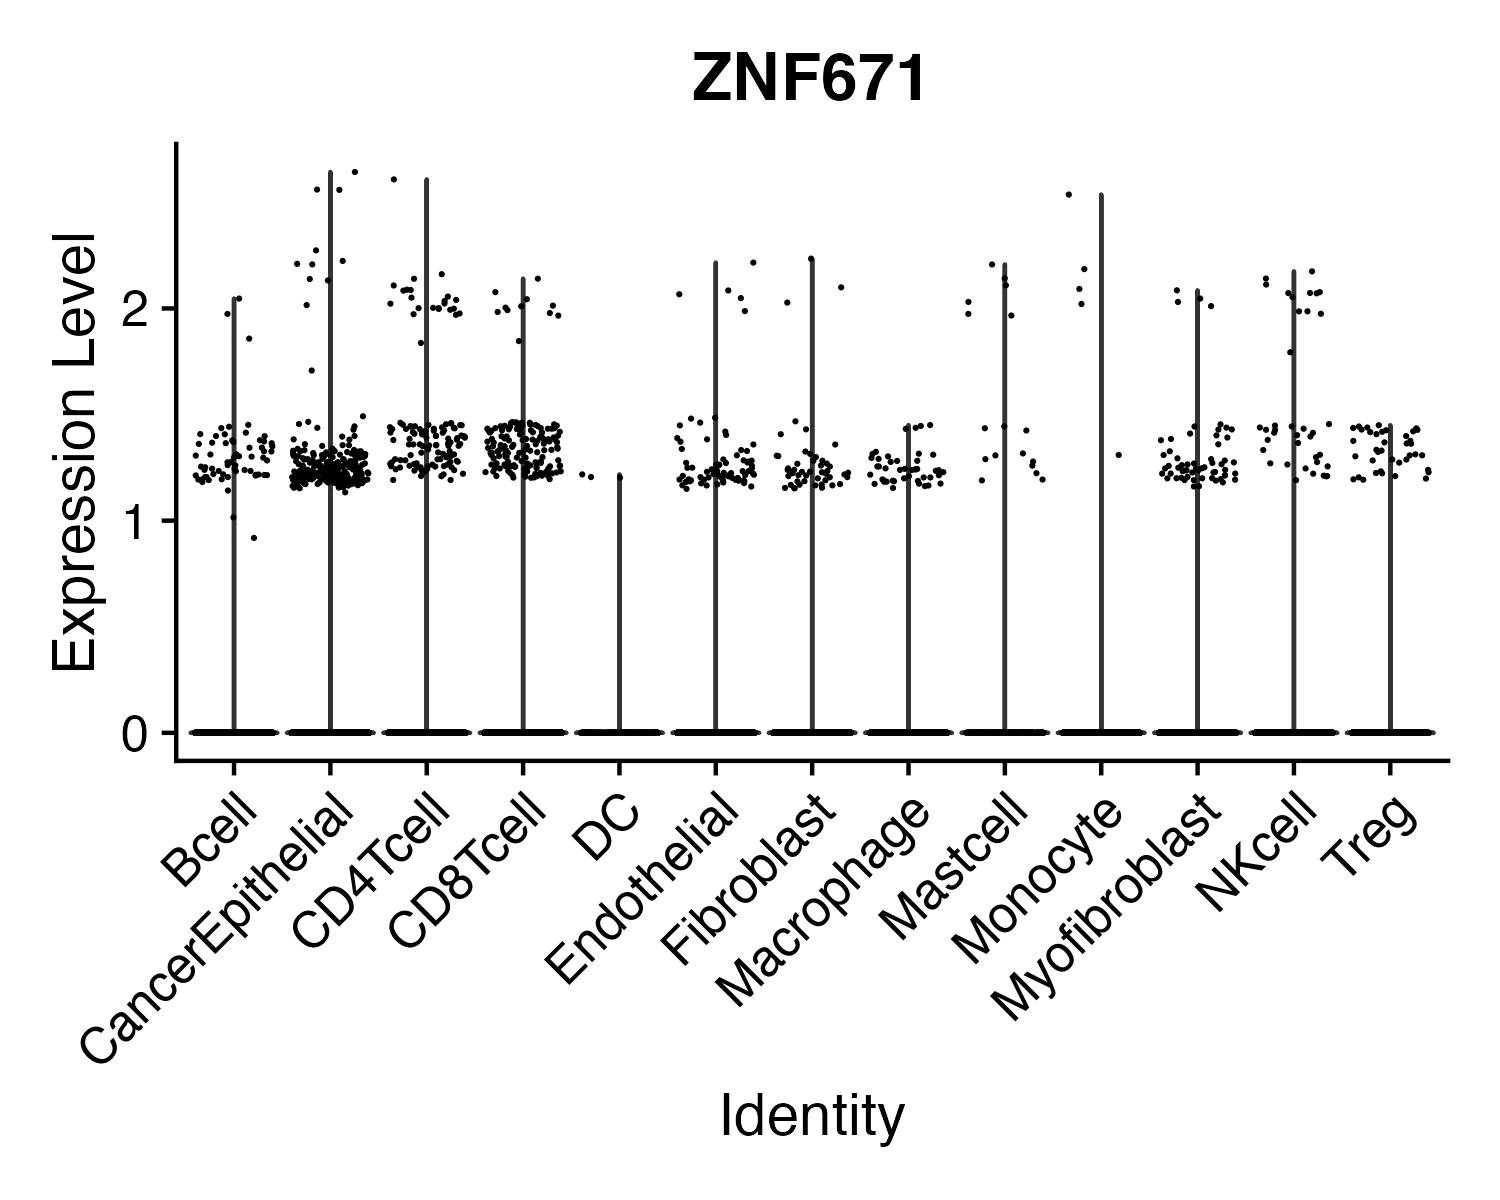 ZNF671
Expression Level
2
1
0
Bcell
CancerEpithelial
CD4Tcell
CD8Tcell
DC
Endothelial
Fibroblast
Macrophage
Mastcell
Monocyte
Myofibroblast
NKcell
Treg
Identity